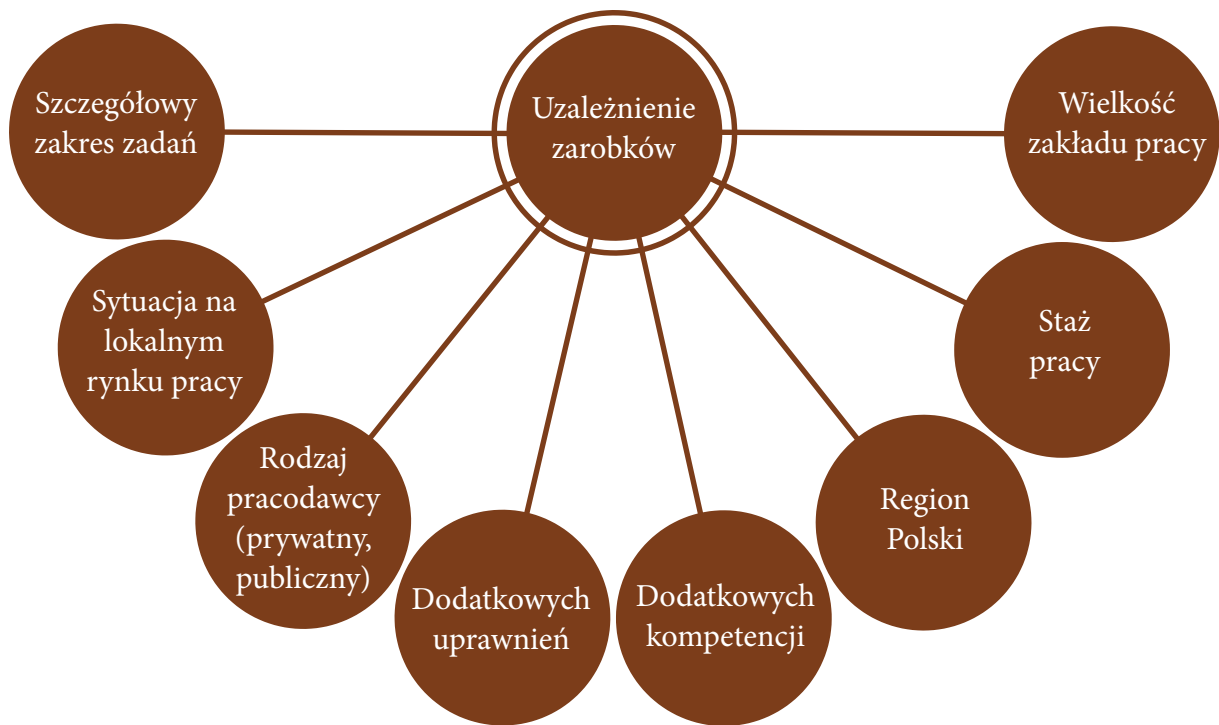 Uzależnienie
zarobków
Szczegółowy
zakres zadań
Sytuacja na
lokalnym
rynku pracy
Rodzaj
pracodawcy
(prywatny,
publiczny)
Dodatkowych
uprawnień
Dodatkowych
kompetencji
Region
Polski
Staż
pracy
Wielkość
zakładu pracy